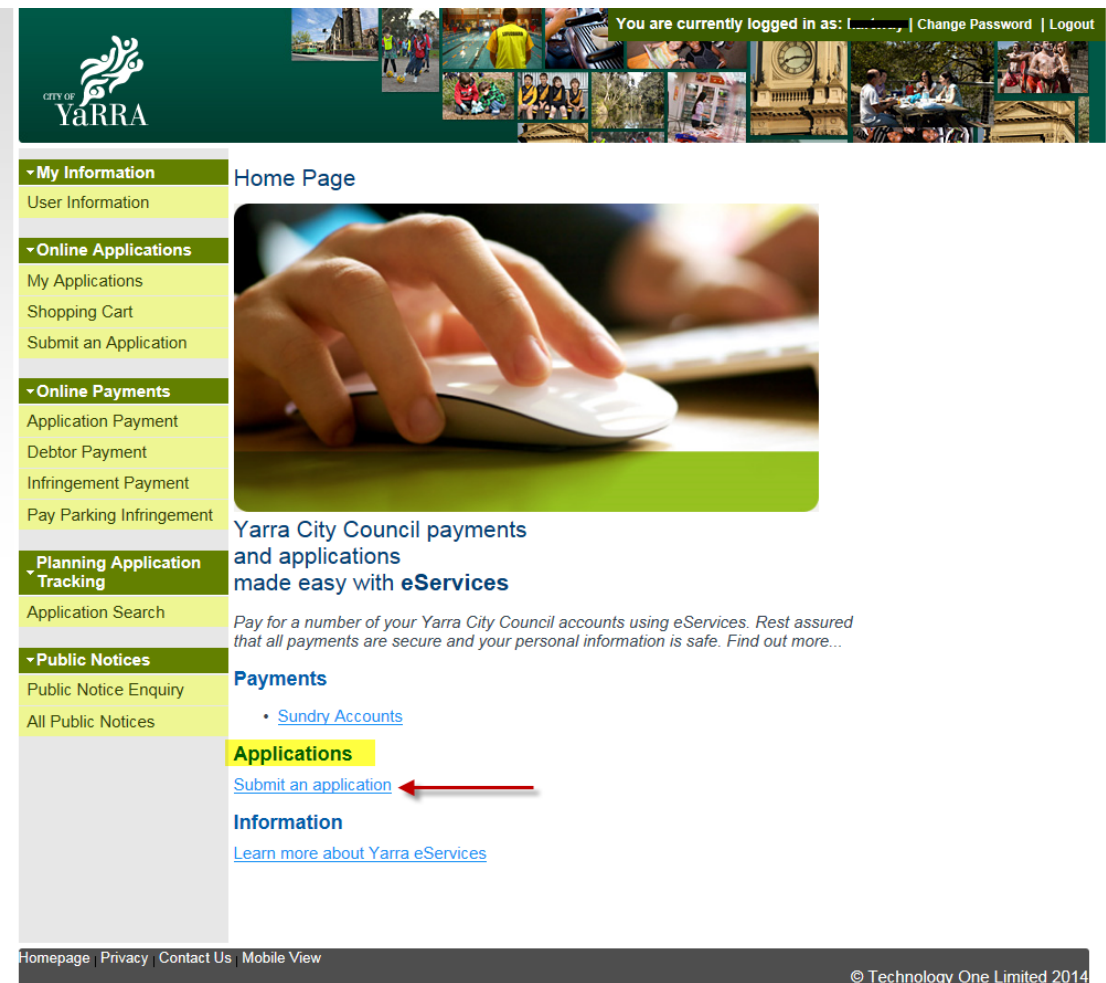 You are currently logged in as: | Change Password | Logout
CITY OF
YaRRA
My Information
User Information
Online Applications
My Applications
Shopping Cart
Submit an Application
Online Payments
Application Payment
Debtor Payment
Infringement Payment
Pay Parking Infringement
Planning Application
Tracking
Application Search
Public Notices
Public Notice Enquiry
All Public Notices
Home Page
Yarra City Council payments
and applications
made easy with eServices
Pay for a number of your Yarra City Council accounts using eServices. Rest assured
that all payments are secure and your personal information is safe. Find out more...
Payments
• Sundry Accounts
Applications
Submit an application
Information
Learn more about Yarra eServices
Homepage | Privacy | Contact Us | Mobile View
© Technology One Limited 2014